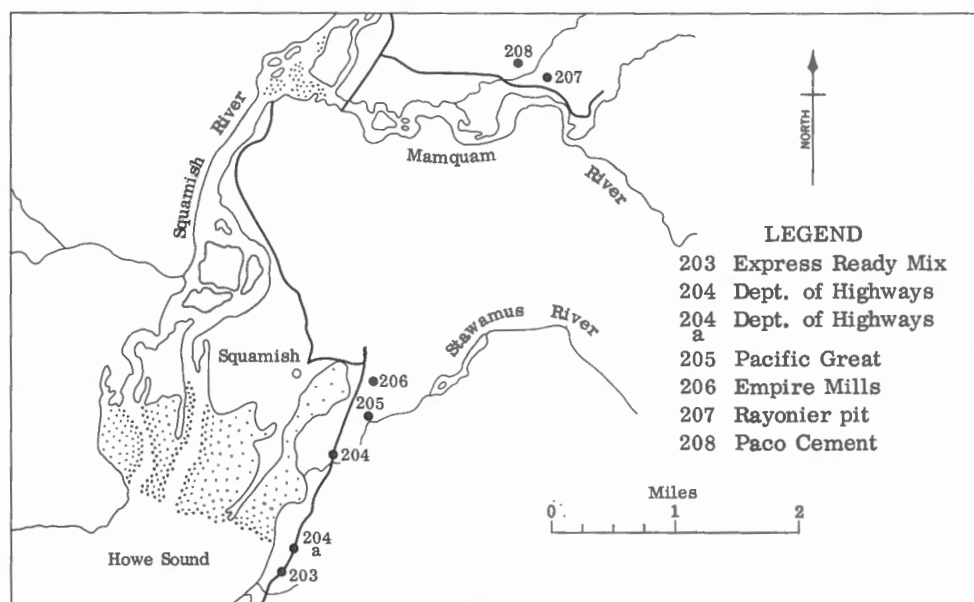 208
207
Squamish River
Mamquam River
NORTH
LEGEND
203 Express Ready Mix
204 Dept. of Highways
204a Dept. of Highways
205 Pacific Great
206 Empire Mills
207 Rayonier pit
208 Paco Cement
Stawamus River
Squamish
206
205
204
Miles
0 1 2
204a
203
Howe Sound